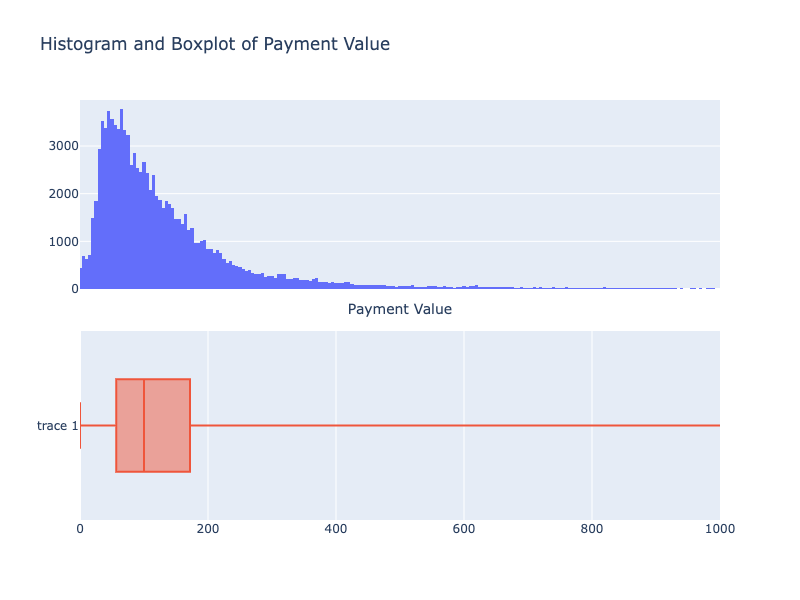 Histogram and Boxplot of Payment Value
3000
2000
1000
0
Payment Value
trace 1
0 200 400 600 800 1000